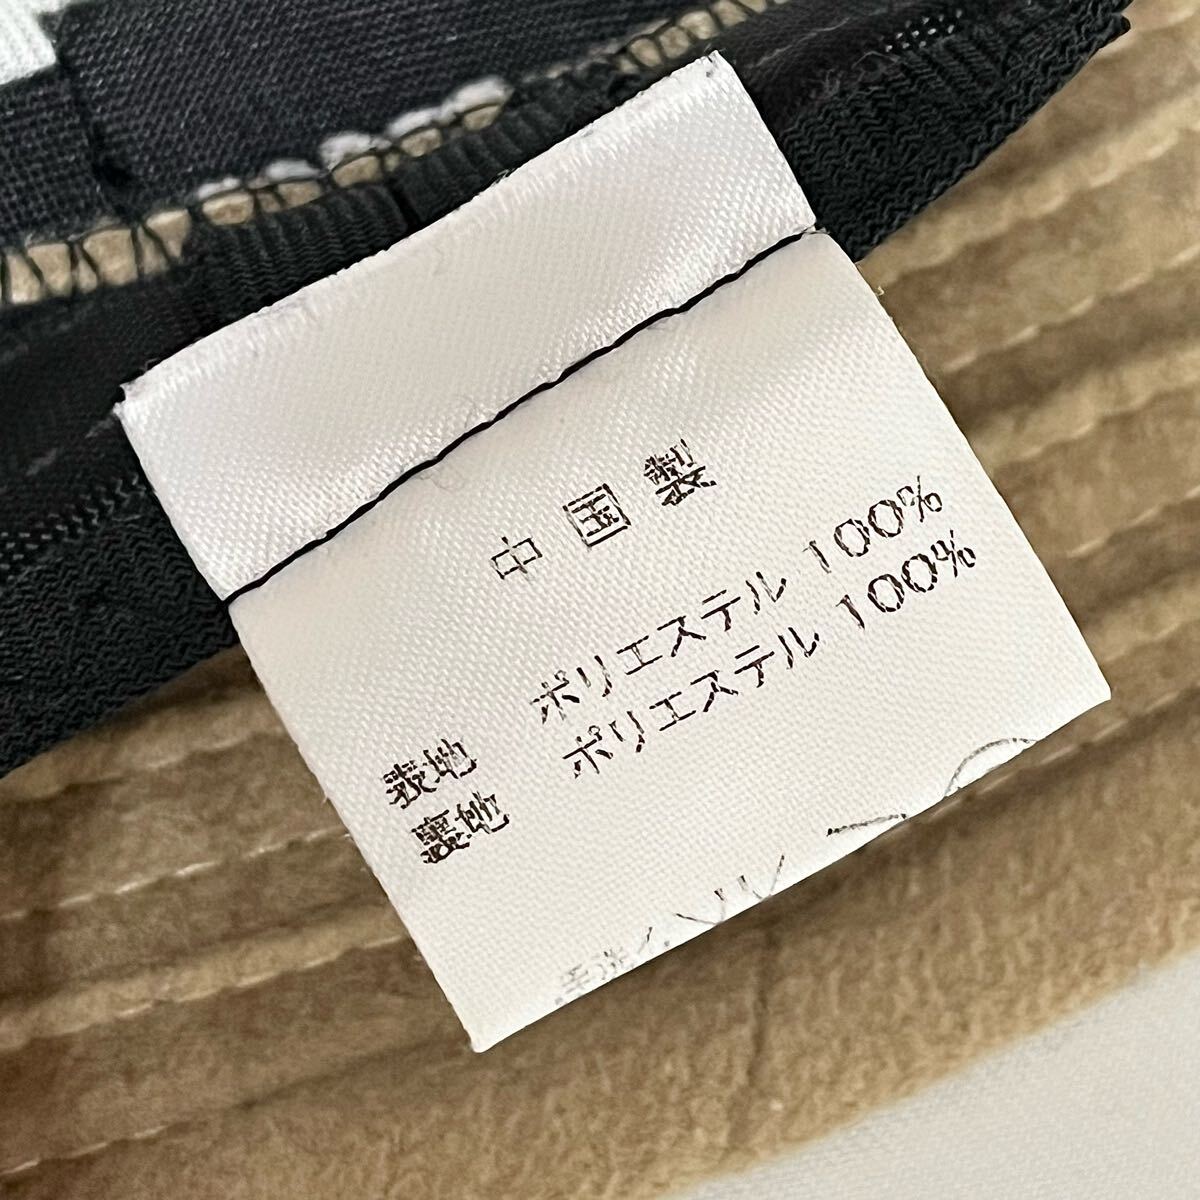 中国製
表地 ポリエステル 100%
裏地 ポリエステル 100%